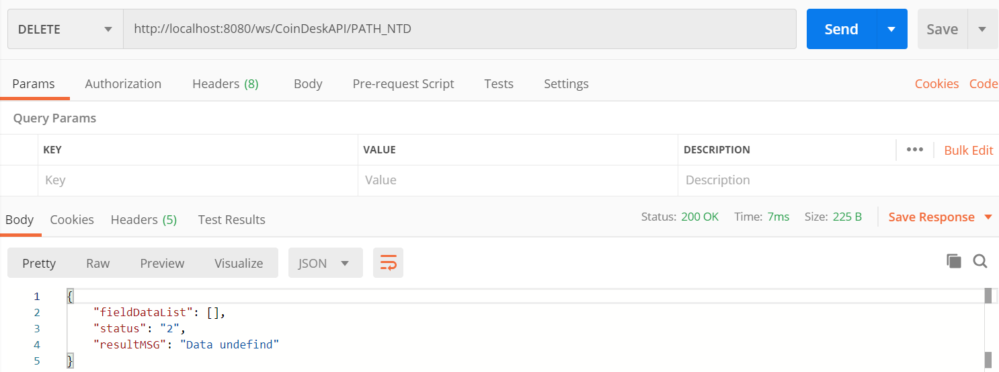 DELETE http://localhost:8080/ws/CoinDeskAPI/PATH_NTD Send Save
Params Authorization Headers (8) Body Pre-request Script Tests Settings Cookies Code
Query Params
KEY VALUE DESCRIPTION ••• Bulk Edit
Key Value Description
Body Cookies Headers (5) Test Results Status: 200 OK Time: 7ms Size: 225 B Save Response
Pretty Raw Preview Visualize JSON
1 {
2 "fieldDataList": [],
3 "status": "2",
4 "resultMSG": "Data undefind"
5 }